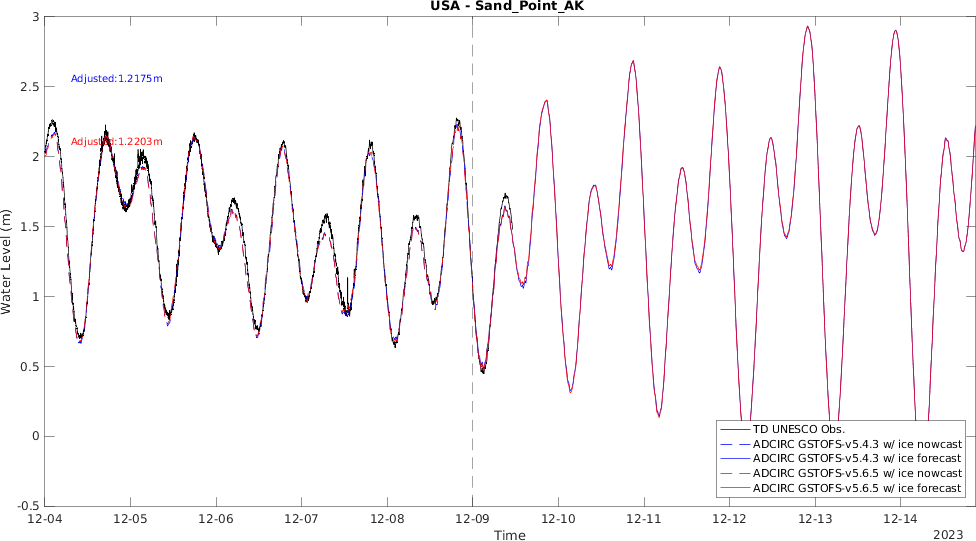 USA - Sand_Point_AK
3
2.5
2
1.5
1
0.5
0
-0.5
Water Level (m)
Adjusted:1.2175m
Adjusted:1.2203m
TD UNESCO Obs.
ADCIRC GSTOFS-v5.4.3 w/ ice nowcast
ADCIRC GSTOFS-v5.4.3 w/ ice forecast
ADCIRC GSTOFS-v5.6.5 w/ ice nowcast
ADCIRC GSTOFS-v5.6.5 w/ ice forecast
12-04 12-05 12-06 12-07 12-08 12-09 12-10 12-11 12-12 12-13 12-14
Time
2023